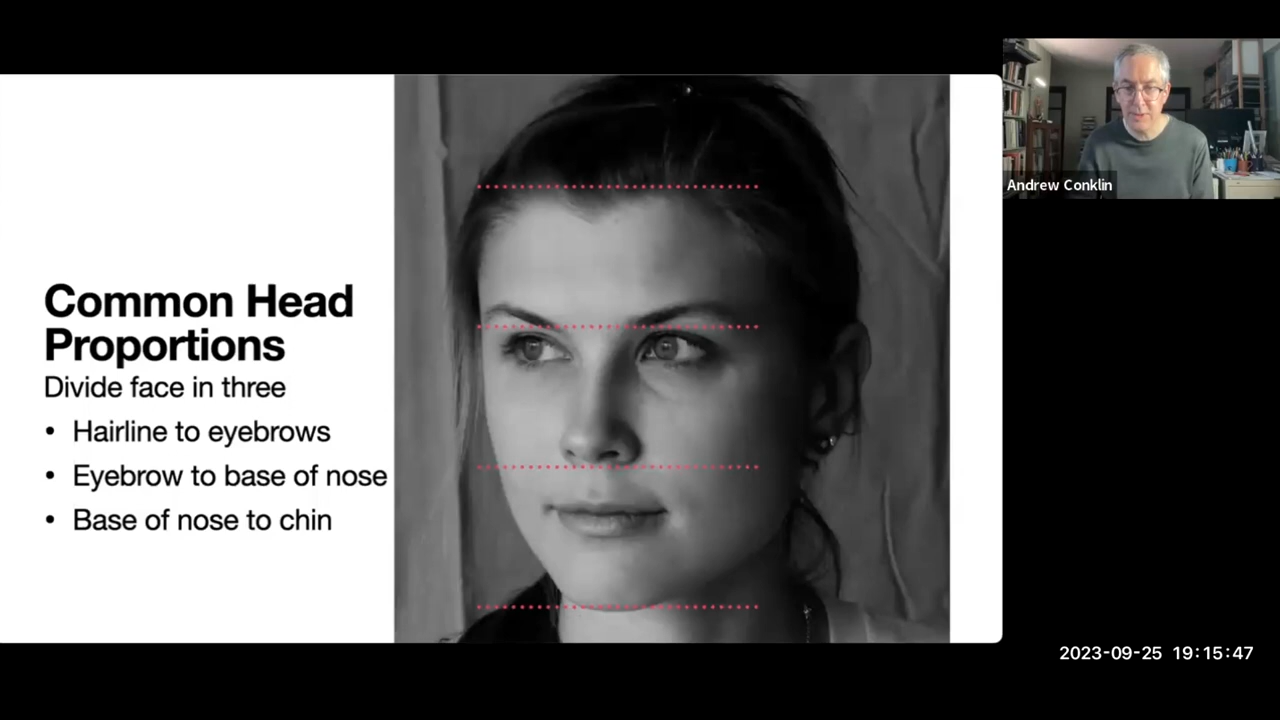 Common Head
Proportions
Divide face in three
• Hairline to eyebrows
• Eyebrow to base of nose
• Base of nose to chin
Andrew Conklin
2023-09-25 19:15:47